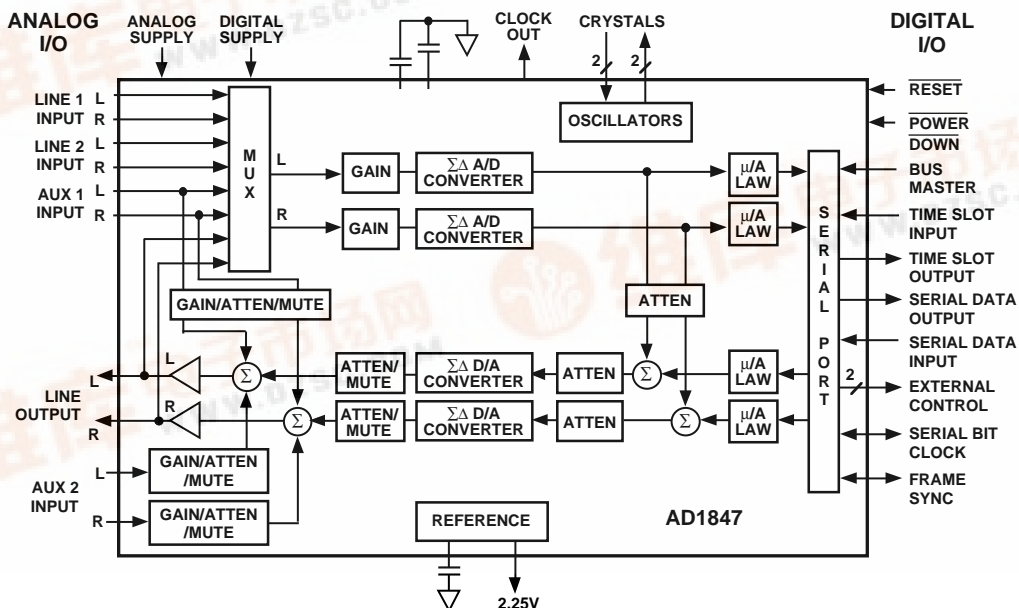 ANALOG
I/O
ANALOG
SUPPLY
DIGITAL
SUPPLY
CLOCK
OUT
CRYSTALS
DIGITAL
I/O
2
2
OSCILLATORS
LINE 1
INPUT
L
R
LINE 2
INPUT
L
R
AUX 1
INPUT
L
R
MUX
L
R
GAIN
ΣΔ A/D
CONVERTER
μ/A
LAW
GAIN
ΣΔ A/D
CONVERTER
μ/A
LAW
GAIN/ATTEN/MUTE
ATTEN
SERIAL PORT
RESET
POWER
DOWN
BUS
MASTER
TIME SLOT
INPUT
TIME SLOT
OUTPUT
SERIAL DATA
OUTPUT
SERIAL DATA
INPUT
2
EXTERNAL
CONTROL
SERIAL BIT
CLOCK
FRAME
SYNC
L
LINE
OUTPUT
R
L
R
Σ
Σ
ATTEN/
MUTE
ΣΔ D/A
CONVERTER
ATTEN
Σ
μ/A
LAW
ATTEN/
MUTE
ΣΔ D/A
CONVERTER
ATTEN
Σ
μ/A
LAW
AUX 2
INPUT
L
R
GAIN/ATTEN
/MUTE
GAIN/ATTEN
/MUTE
REFERENCE
AD1847
2.25V